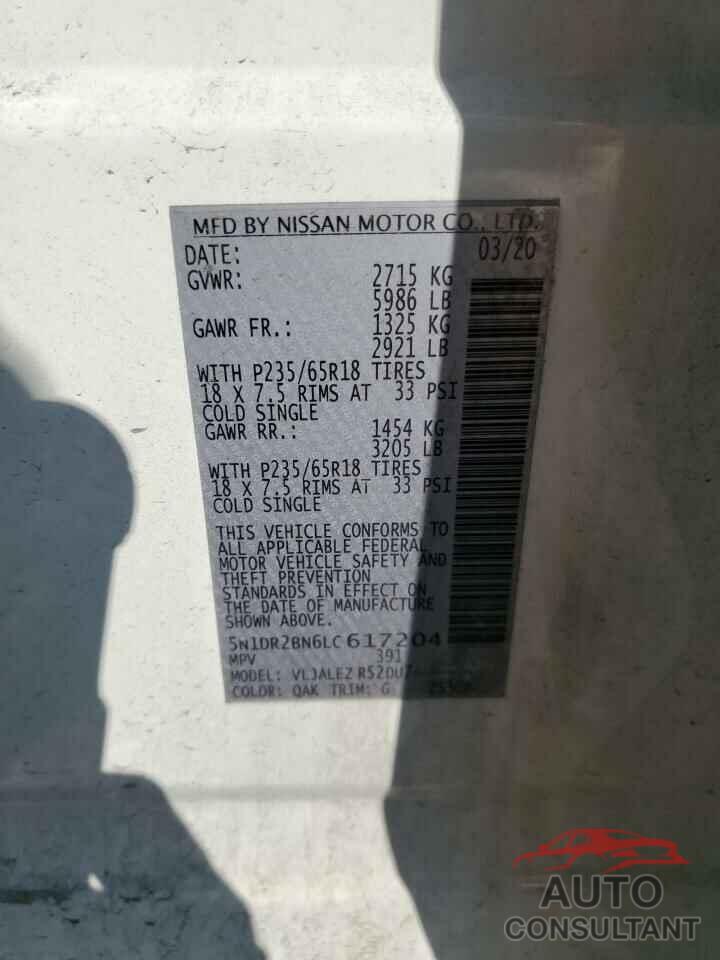 MFD BY NISSAN MOTOR CO., LTD.
DATE: 03/20
GVWR: 2715 KG
5986 LB
GAWR FR.: 1325 KG
2921 LB
WITH P235/65R18 TIRES
18 X 7.5 RIMS AT 33 PSI
COLD SINGLE
GAWR RR.: 1454 KG
3205 LB
WITH P235/65R18 TIRES
18 X 7.5 RIMS AT 33 PSI
COLD SINGLE
THIS VEHICLE CONFORMS TO
ALL APPLICABLE FEDERAL
MOTOR VEHICLE SAFETY AND
THEFT PREVENTION
STANDARDS IN EFFECT ON
THE DATE OF MANUFACTURE
SHOWN ABOVE.
5N1DR2BN6LC617204
MPV 391
MODEL:
COLOR: QAK TRIM: G
AUTO
CONSULTANT